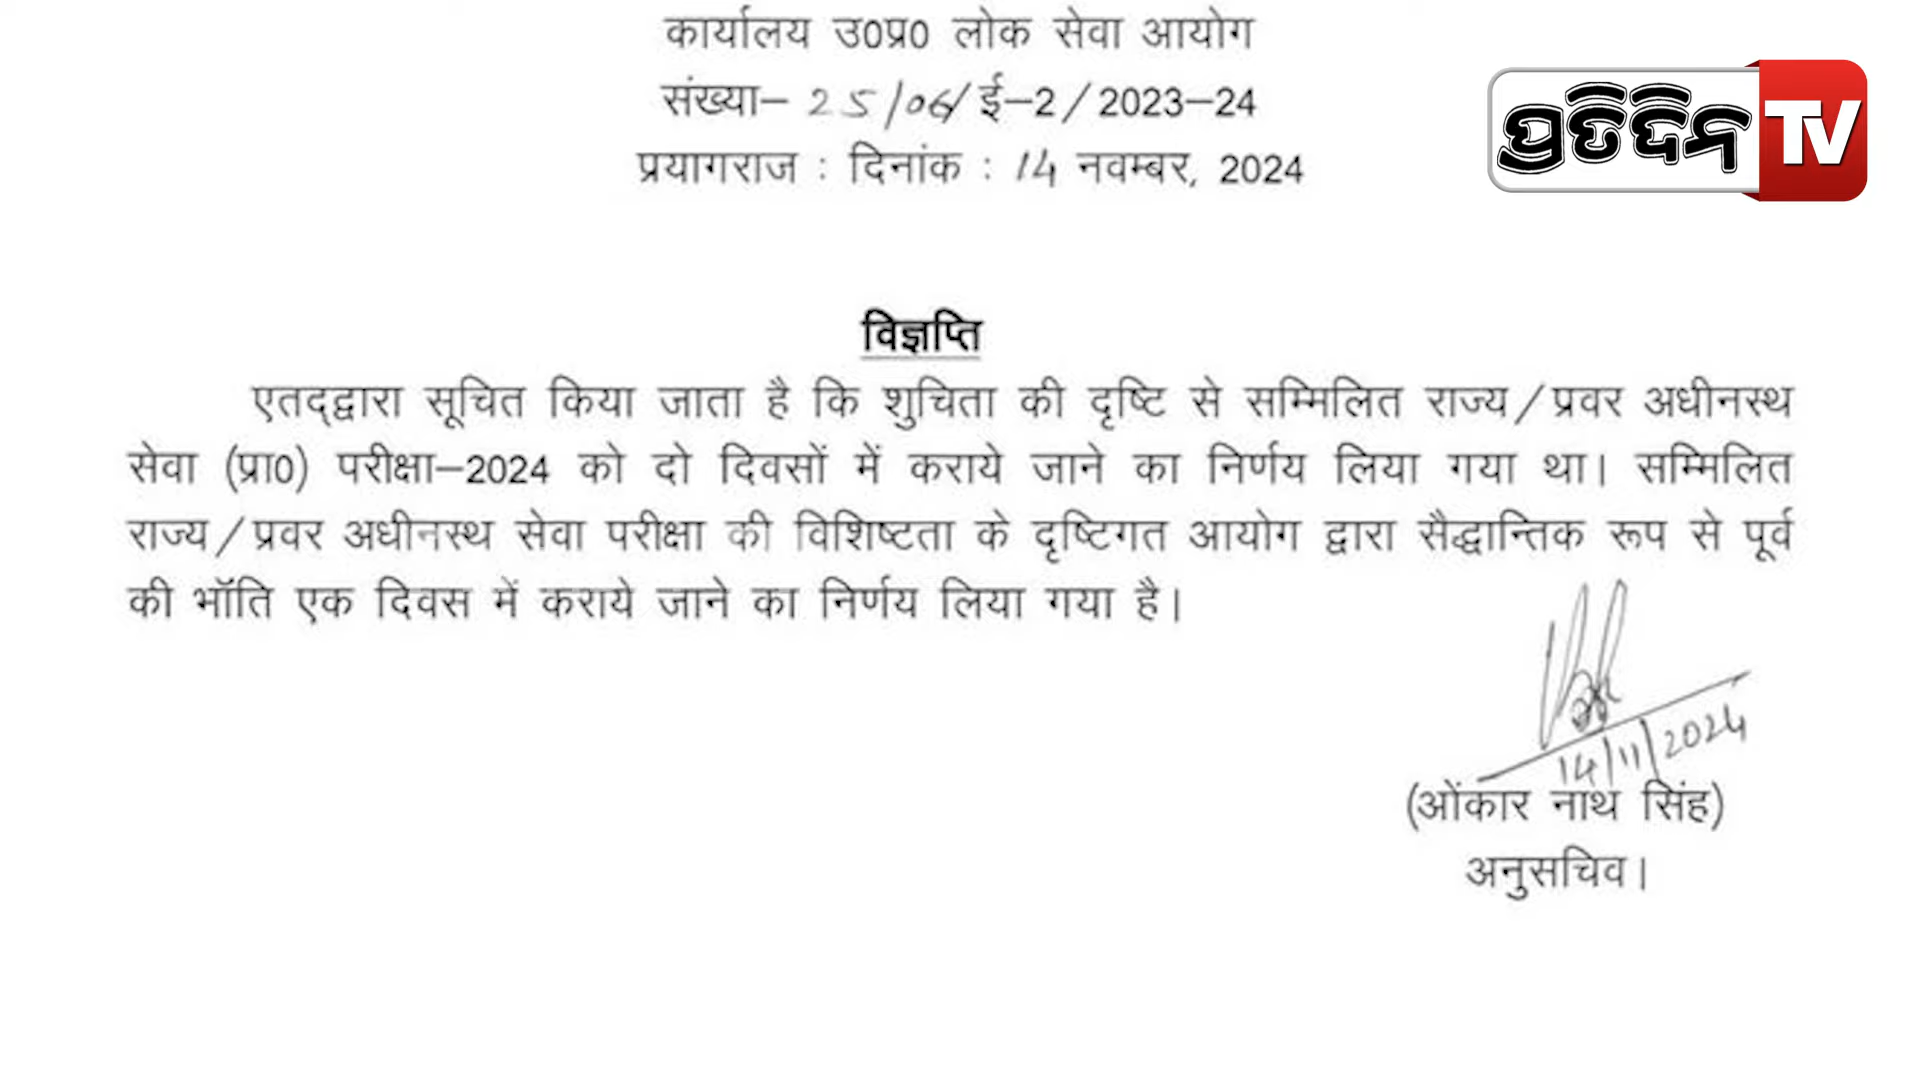 कार्यालय उ0प्र0 लोक सेवा आयोग
संख्या– 25/06/ई–2/2023–24
प्रयागराज : दिनांक : 14 नवम्बर, 2024
ପ୍ରତିଦିନ TV
विज्ञप्ति
एतद्द्वारा सूचित किया जाता है कि शुचिता की दृष्टि से सम्मिलित राज्य/प्रवर अधीनस्थ
सेवा (प्रा0) परीक्षा–2024 को दो दिवसों में कराये जाने का निर्णय लिया गया था। सम्मिलित
राज्य/प्रवर अधीनस्थ सेवा परीक्षा की विशिष्टता के दृष्टिगत आयोग द्वारा सैद्धान्तिक रूप से पूर्व
की भॉति एक दिवस में कराये जाने का निर्णय लिया गया है।
14/11/2024
(ओंकार नाथ सिंह)
अनुसचिव।